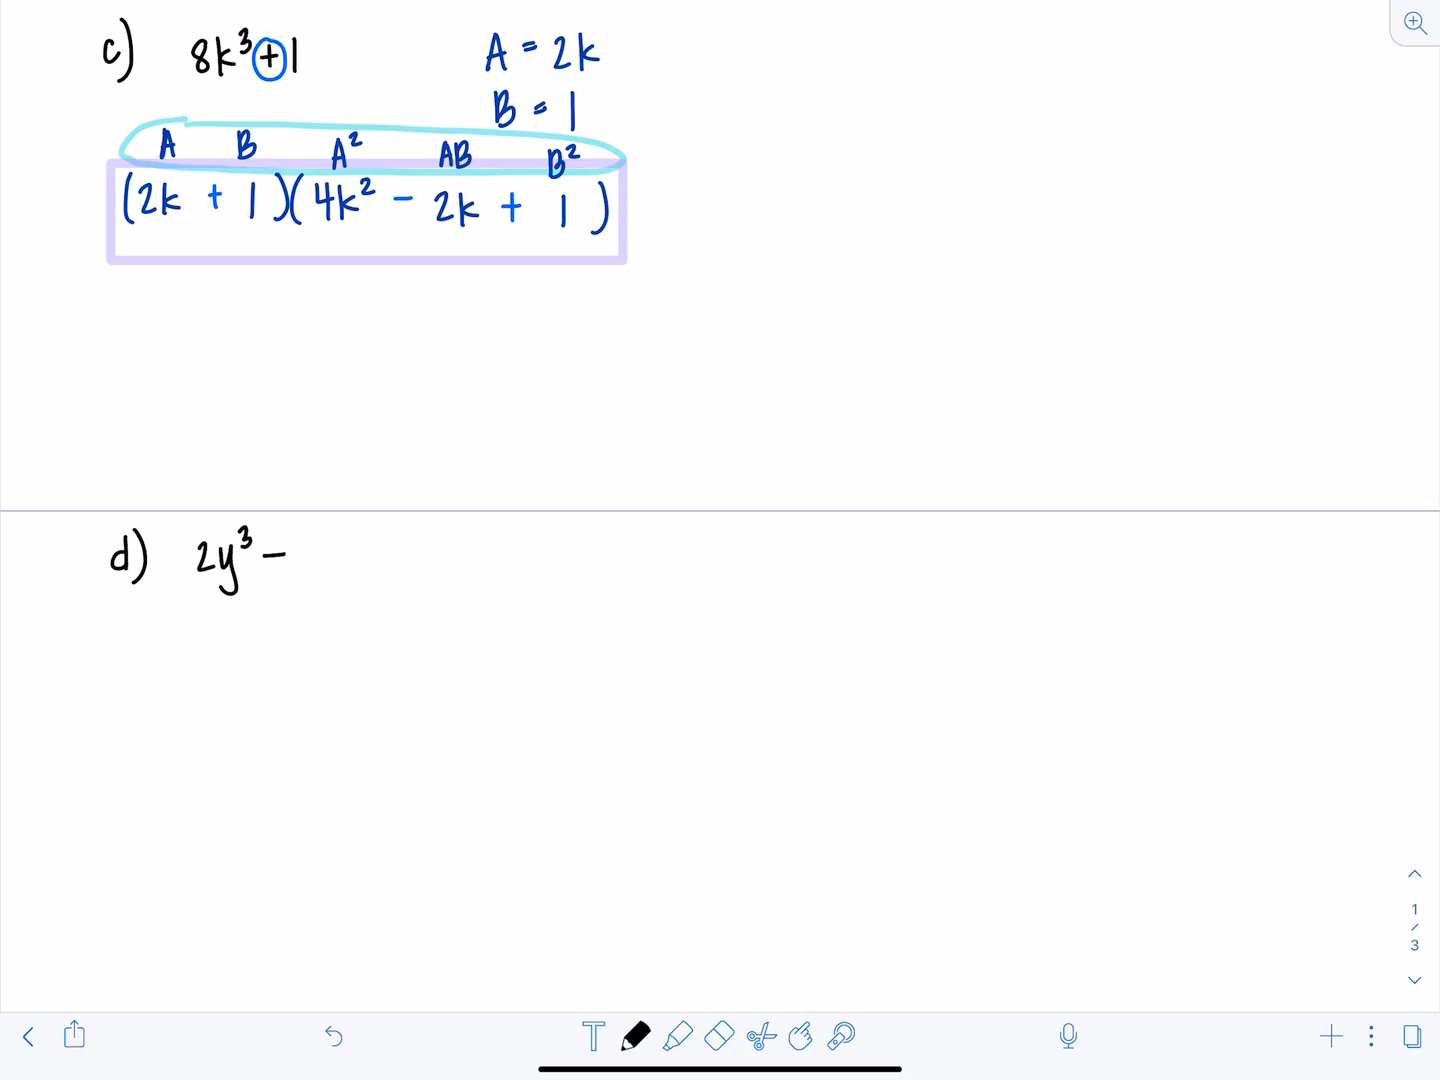 c) 8k³ + 1 A = 2k
B = 1
A B A² AB B²
(2k + 1)(4k² - 2k + 1)
d) 2y³ -
1
/
3
T